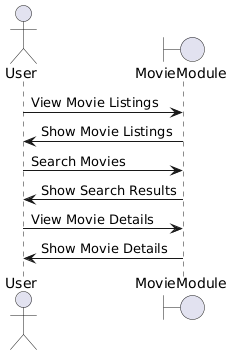 User
MovieModule
View Movie Listings
Show Movie Listings
Search Movies
Show Search Results
View Movie Details
Show Movie Details
User
MovieModule